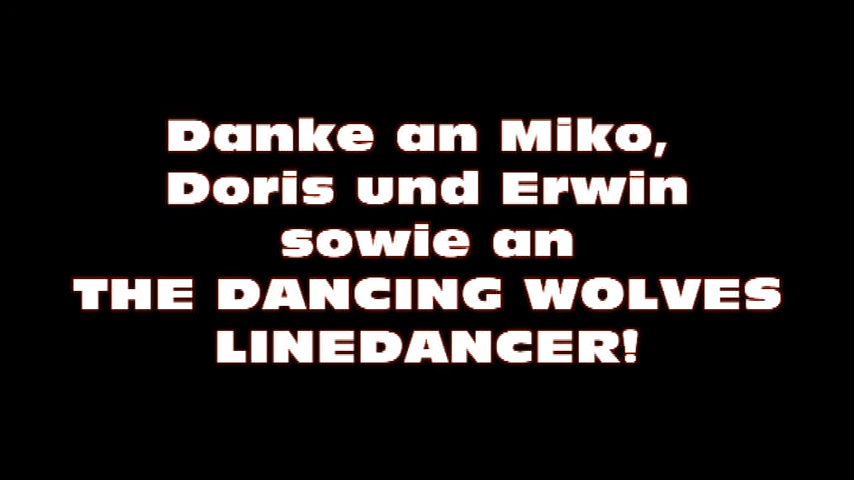 Danke an Miko,
Doris und Erwin
sowie an
THE DANCING WOLVES
LINEDANCER!